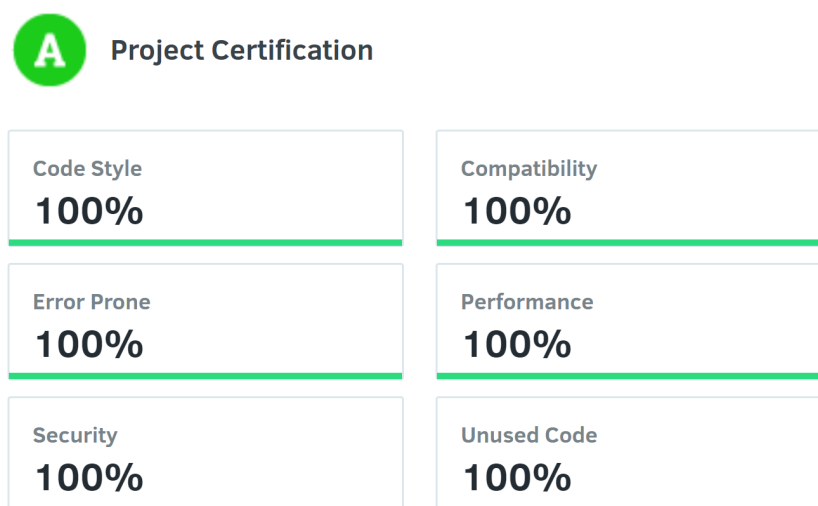 A
Project Certification
Code Style
100%
Compatibility
100%
Error Prone
100%
Performance
100%
Security
100%
Unused Code
100%